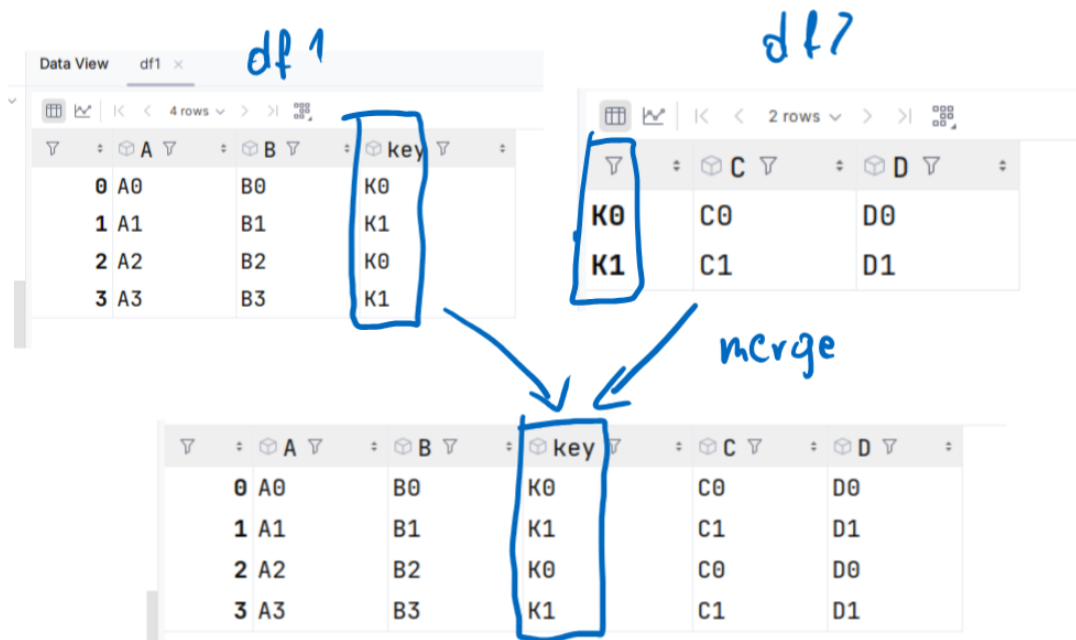 df 1
df2
Data View df1 ×
4 rows
2 rows
A B key
0 A0 B0 K0
1 A1 B1 K1
2 A2 B2 K0
3 A3 B3 K1
C D
K0 C0 D0
K1 C1 D1
merge
A B key C D
0 A0 B0 K0 C0 D0
1 A1 B1 K1 C1 D1
2 A2 B2 K0 C0 D0
3 A3 B3 K1 C1 D1